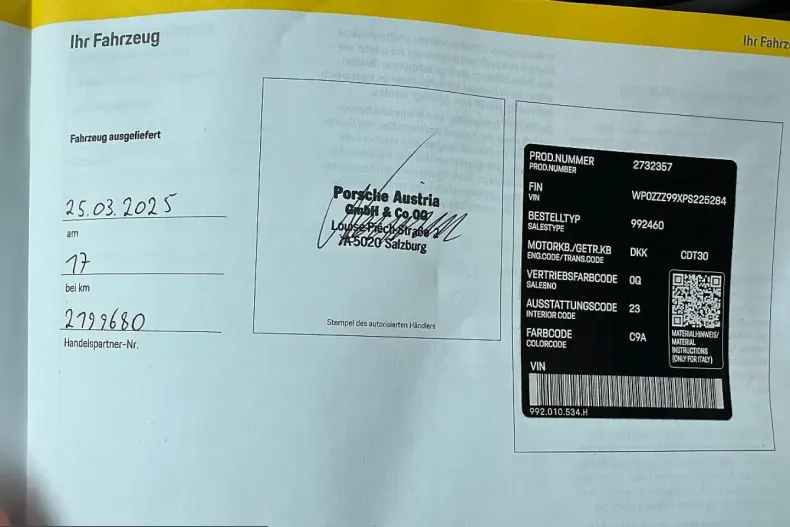 Ihr Fahrzeug
Ihr Fahrz
Fahrzeug ausgeliefert
25.03.2025
am
17
bei km
2199680
Handelspartner-Nr.
Porsche Austria
GmbH & Co.OG
Louise-Piëch-Straße 2
A-5020 Salzburg
Stempel des autorisierten Händlers
PROD.NUMMER 2732357
PROD.NUMBER
FIN WP0ZZZ99XPS225284
VIN
BESTELLTYP 992460
SALESTYPE
MOTORKB./GETR.KB DKK CDT30
ENG.CODE/TRANS.CODE
VERTRIEBSFARBCODE 0Q
SALESNO
AUSSTATTUNGSCODE 23
INTERIOR CODE
FARBCODE C9A
COLORCODE
MATERIALHINWEIS/
MATERIAL
INSTRUCTIONS
(ONLY FOR ITALY)
VIN
992.010.534.H